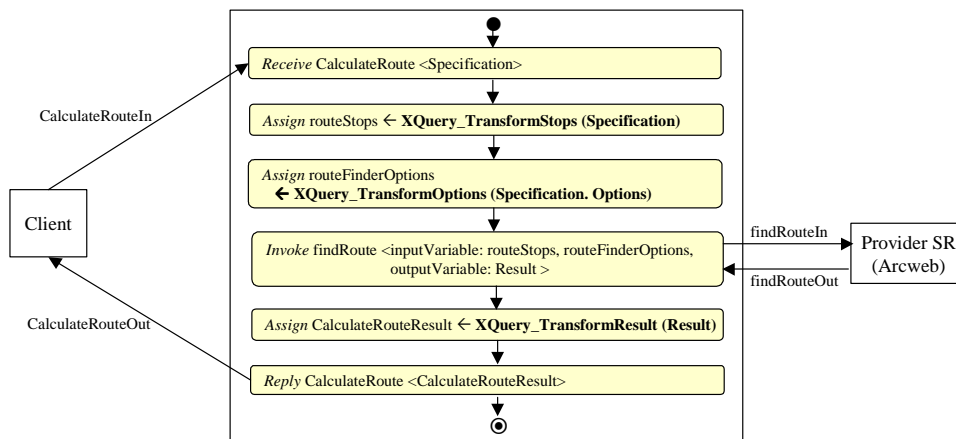 Receive CalculateRoute <Specification>
CalculateRouteIn
Assign routeStops ← XQuery_TransformStops (Specification)
Assign routeFinderOptions
← XQuery_TransformOptions (Specification. Options)
Client
findRouteIn
Invoke findRoute <inputVariable: routeStops, routeFinderOptions,
outputVariable: Result >
Provider SR
(Arcweb)
findRouteOut
CalculateRouteOut
Assign CalculateRouteResult ← XQuery_TransformResult (Result)
Reply CalculateRoute <CalculateRouteResult>